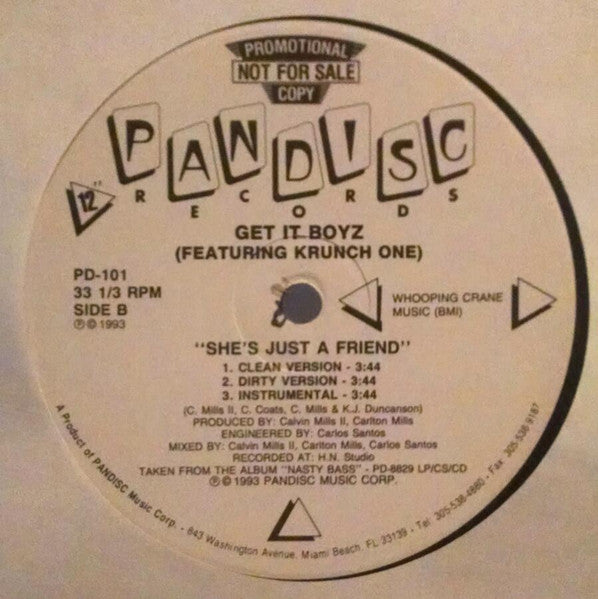 PROMOTIONAL
NOT FOR SALE
COPY
PANDISC
RECORDS
12"
GET IT BOYZ
(FEATURING KRUNCH ONE)
PD-101
33 1/3 RPM
SIDE B
℗ © 1993
WHOOPING CRANE
MUSIC (BMI)
"SHE'S JUST A FRIEND"
1. CLEAN VERSION - 3:44
2. DIRTY VERSION - 3:44
3. INSTRUMENTAL - 3:44
(C. Mills II, C. Coats, C. Mills & K.J. Duncanson)
PRODUCED BY: Calvin Mills II, Carlton Mills
ENGINEERED BY: Carlos Santos
MIXED BY: Calvin Mills II, Carlton Mills, Carlos Santos
RECORDED AT: H.N. Studio
TAKEN FROM THE ALBUM "NASTY BASS" - PD-8829 LP/CS/CD
℗ © 1993 PANDISC MUSIC CORP.
A Product of PANDISC Music Corp. - 843 Washington Avenue, Miami Beach, FL 33139 - Tel 305-538-4880 - Fax 305-538-9187